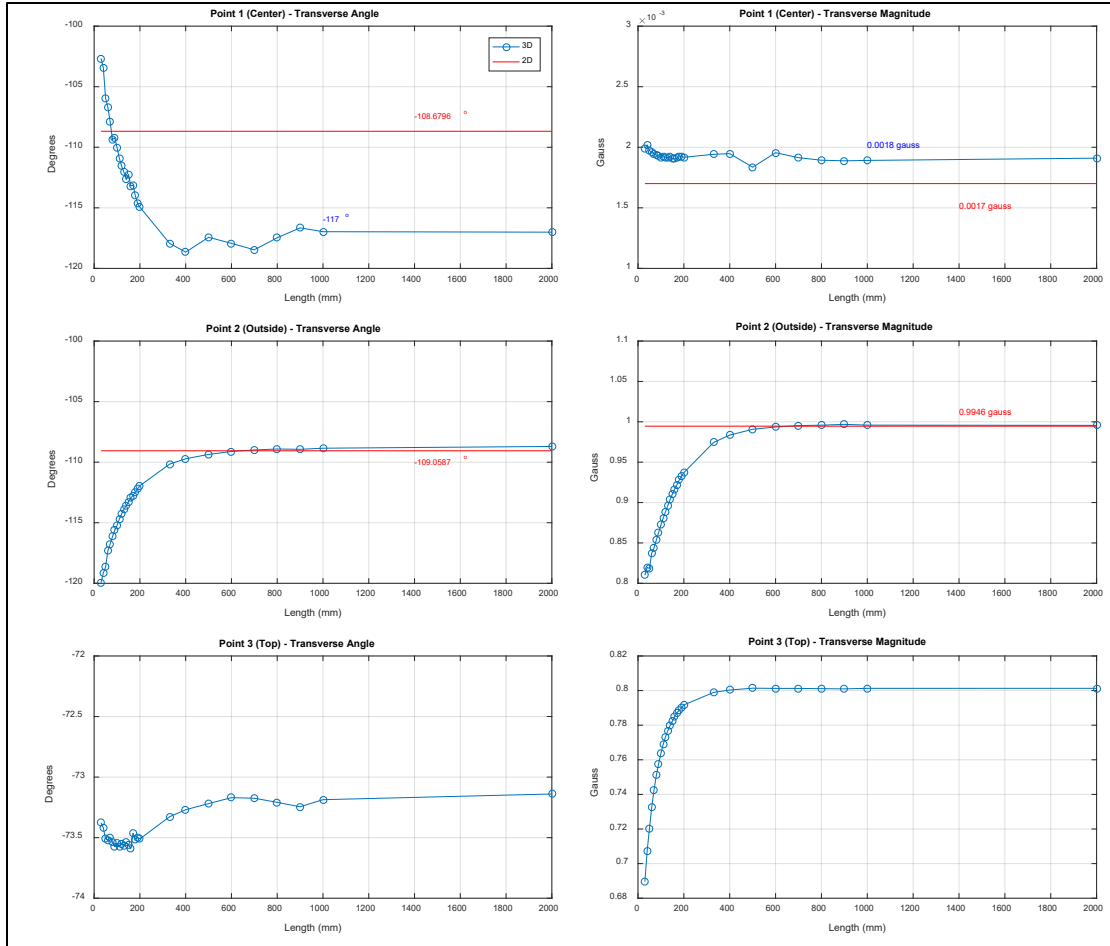 Point 1 (Center) - Transverse Angle
-100
-105
-110
-115
-120
Degrees
3D
2D
-108.6796 °
-117 °
0 200 400 600 800 1000 1200 1400 1600 1800 2000
Length (mm)
Point 1 (Center) - Transverse Magnitude
× 10 -3
3
2.5
2
1.5
1
Gauss
0.0018 gauss
0.0017 gauss
0 200 400 600 800 1000 1200 1400 1600 1800 2000
Length (mm)
Point 2 (Outside) - Transverse Angle
-100
-105
-110
-115
-120
Degrees
-109.0587 °
0 200 400 600 800 1000 1200 1400 1600 1800 2000
Length (mm)
Point 2 (Outside) - Transverse Magnitude
1.1
1.05
1
0.95
0.9
0.85
0.8
Gauss
0.9946 gauss
0 200 400 600 800 1000 1200 1400 1600 1800 2000
Length (mm)
Point 3 (Top) - Transverse Angle
-72
-72.5
-73
-73.5
-74
Degrees
0 200 400 600 800 1000 1200 1400 1600 1800 2000
Length (mm)
Point 3 (Top) - Transverse Magnitude
0.82
0.8
0.78
0.76
0.74
0.72
0.7
0.68
Gauss
0 200 400 600 800 1000 1200 1400 1600 1800 2000
Length (mm)